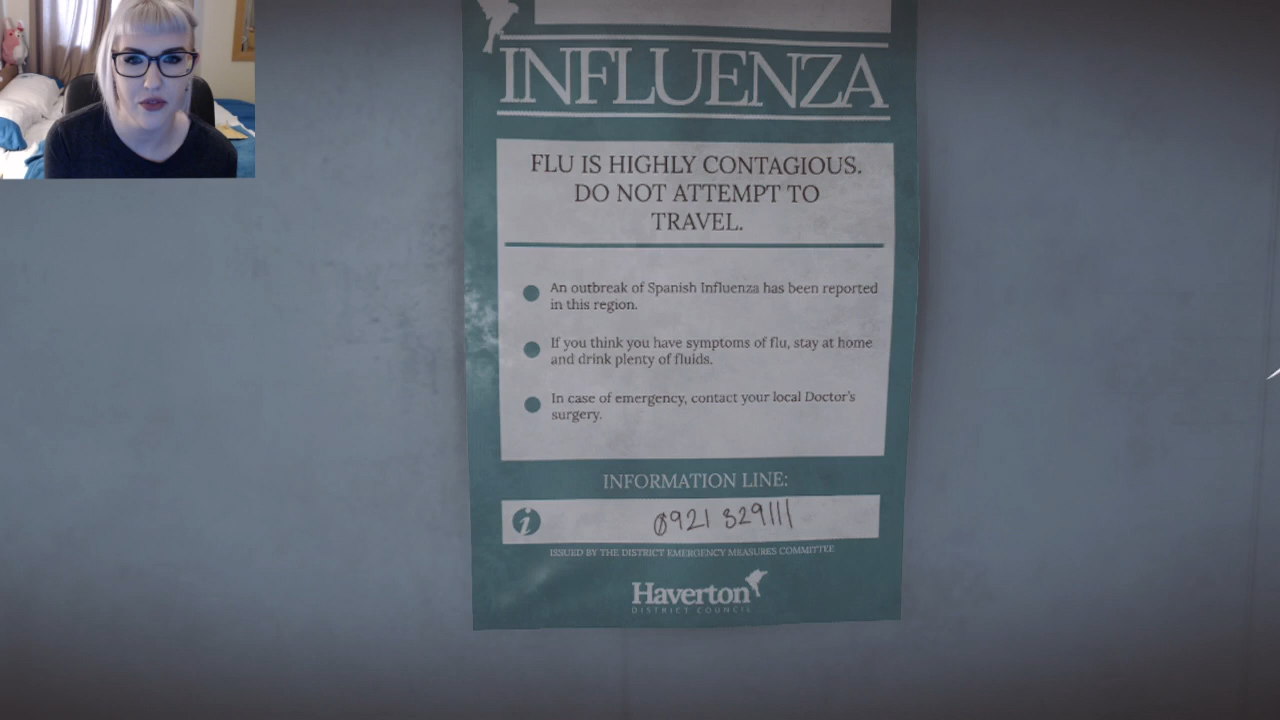 INFLUENZA
FLU IS HIGHLY CONTAGIOUS.
DO NOT ATTEMPT TO
TRAVEL.
An outbreak of Spanish Influenza has been reported
in this region.
If you think you have symptoms of flu, stay at home
and drink plenty of fluids.
In case of emergency, contact your local Doctor's
surgery.
INFORMATION LINE:
i
0921 329111
ISSUED BY THE DISTRICT EMERGENCY MEASURES COMMITTEE
Haverton
DISTRICT COUNCIL